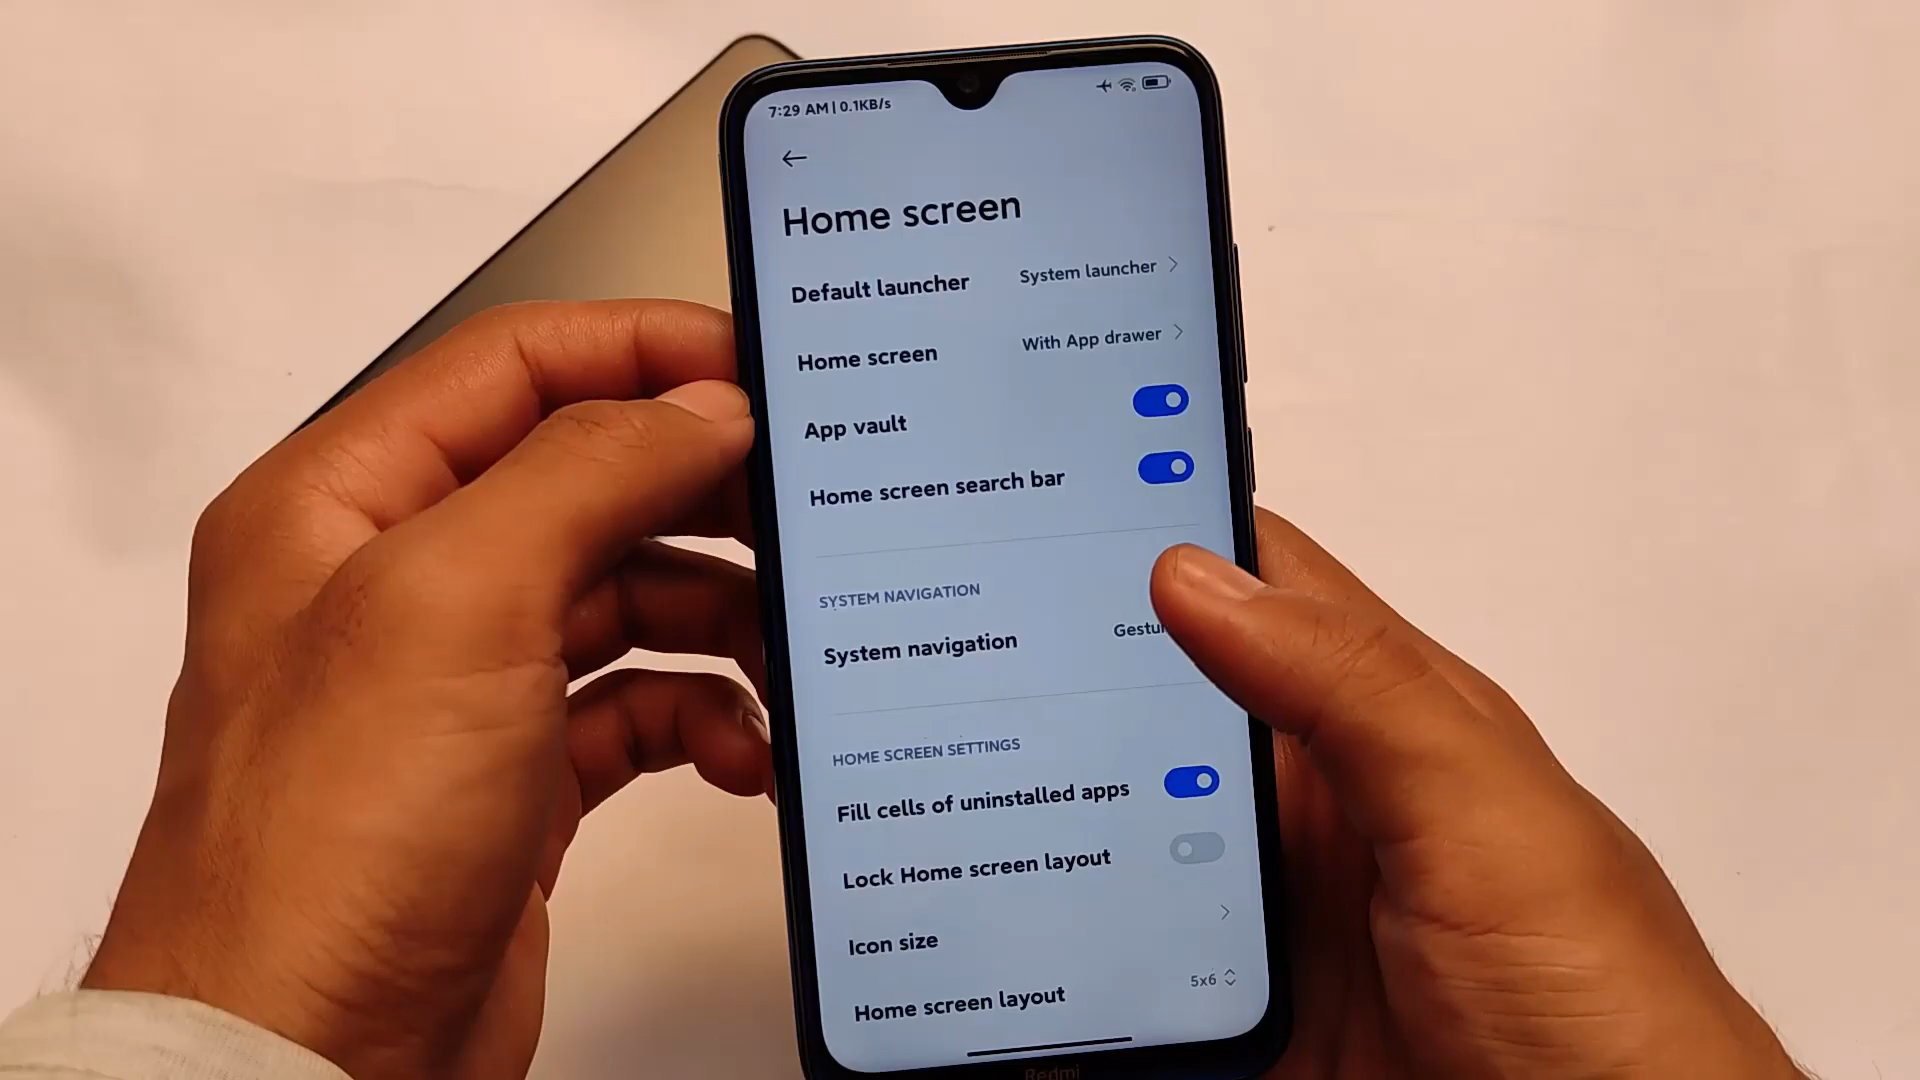 7:29 AM | 0.1KB/s
Home screen
Default launcher System launcher
Home screen With App drawer
App vault
Home screen search bar
SYSTEM NAVIGATION
System navigation
HOME SCREEN SETTINGS
Fill cells of uninstalled apps
Lock Home screen layout
Icon size
Home screen layout 5x6
Redmi